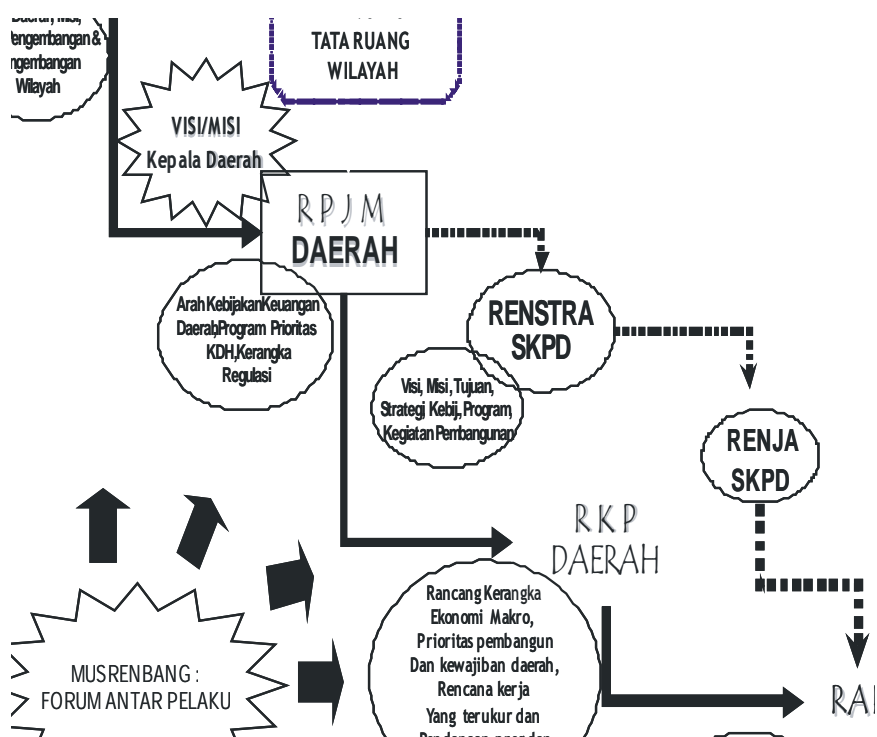 Daerah, Misi,
Pengembangan &
ngembangan
Wilayah
TATA RUANG
WILAYAH
VISI/MISI
Kepala Daerah
RPJM
DAERAH
Arah Kebijakan Keuangan
Daerah, Program Prioritas
KDH, Kerangka
Regulasi
RENSTRA
SKPD
Visi, Misi, Tujuan,
Strategi, Kebij, Program,
Kegiatan Pembangunan
RENJA
SKPD
RKP
DAERAH
Rancang Kerangka
Ekonomi Makro,
Prioritas pembangun
Dan kewajiban daerah,
Rencana kerja
Yang terukur dan
MUSRENBANG :
FORUM ANTAR PELAKU